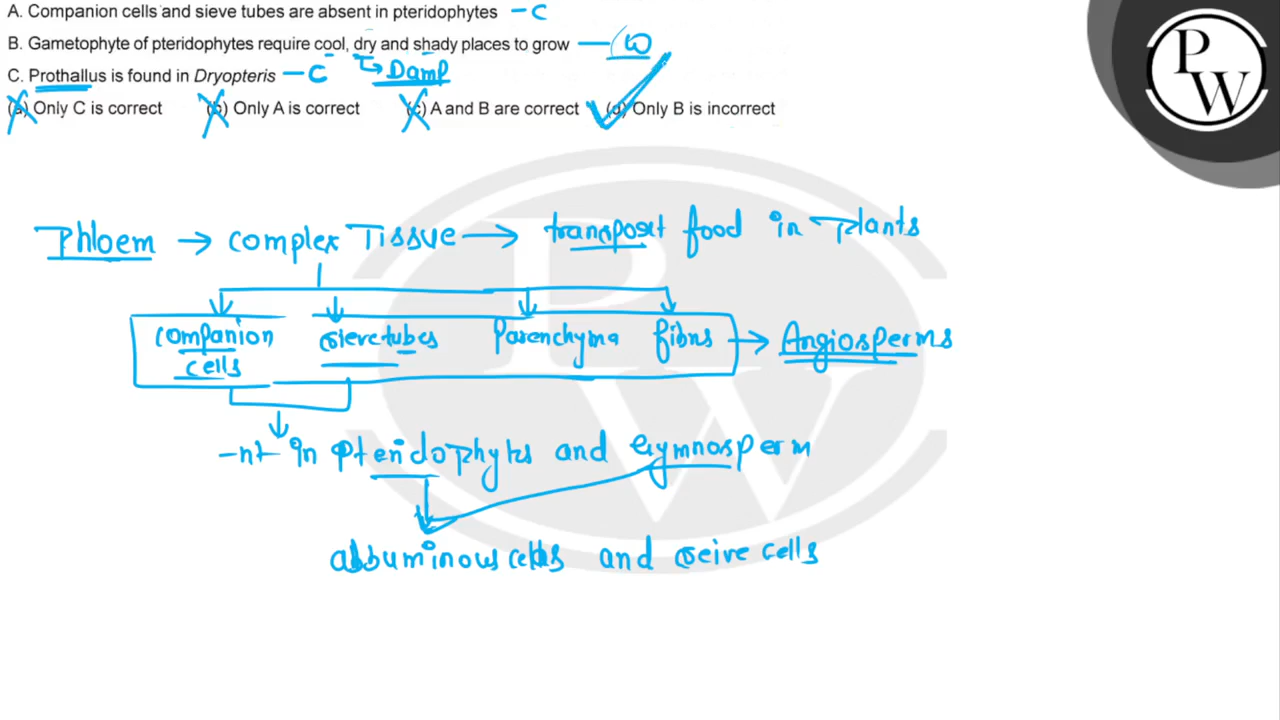 A. Companion cells and sieve tubes are absent in pteridophytes – C
B. Gametophyte of pteridophytes require cool, dry and shady places to grow — W
C. Prothallus is found in Dryopteris – C → Damp
(a) Only C is correct (b) Only A is correct (c) A and B are correct (d) Only B is incorrect
PW
Phloem → complex Tissue → transport food in plants
companion cells sieve tubes Parenchyma fibres → Angiosperms
-nt in pteridophytes and Gymnosperm
albuminous cells and seive cells